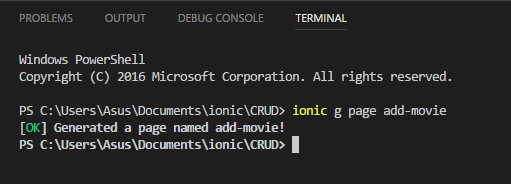 PROBLEMS OUTPUT DEBUG CONSOLE TERMINAL
Windows PowerShell
Copyright (C) 2016 Microsoft Corporation. All rights reserved.
PS C:\Users\Asus\Documents\ionic\CRUD> ionic g page add-movie
[OK] Generated a page named add-movie!
PS C:\Users\Asus\Documents\ionic\CRUD>